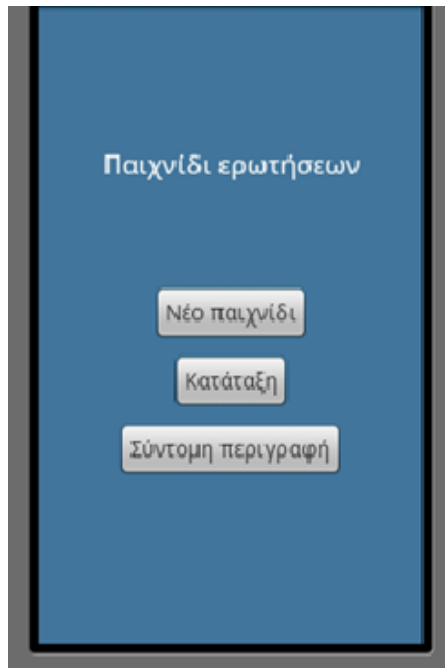 Παιχνίδι ερωτήσεων
Νέο παιχνίδι
Κατάταξη
Σύντομη περιγραφή